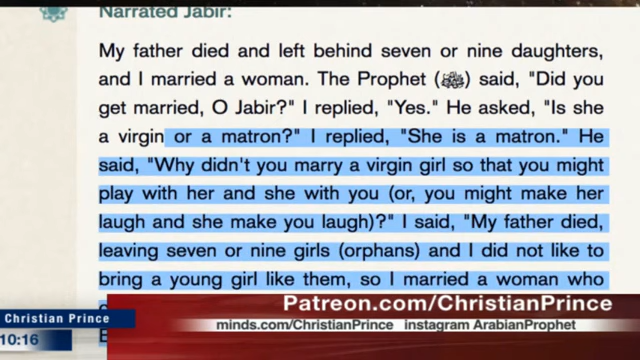 Narrated Jabir:
My father died and left behind seven or nine daughters,
and I married a woman. The Prophet (ﷺ) said, "Did you
get married, O Jabir?" I replied, "Yes." He asked, "Is she
a virgin or a matron?" I replied, "She is a matron." He
said, "Why didn't you marry a virgin girl so that you might
play with her and she with you (or, you might make her
laugh and she make you laugh)?" I said, "My father died,
leaving seven or nine girls (orphans) and I did not like to
bring a young girl like them, so I married a woman who
Patreon.com/ChristianPrince
Christian Prince
minds.com/ChristianPrince instagram ArabianProphet
10:16